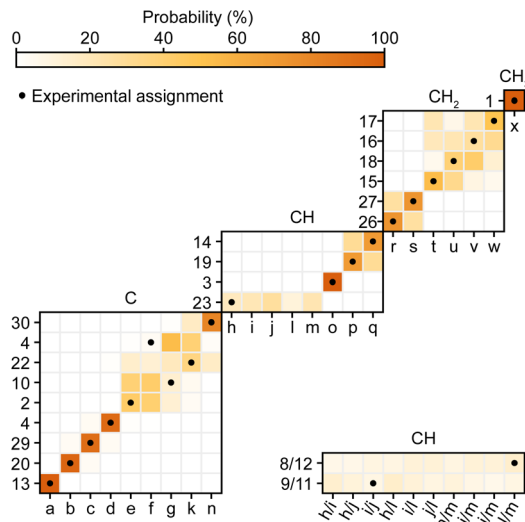 Probability (%)
0 20 40 60 80 100
• Experimental assignment
CH
CH₂
1
x
17
16
18
15
27
26
r s t u v w
CH
14
19
3
23
h i j l m o p q
C
30
4
22
10
2
4
29
20
13
a b c d e f g k n
CH
8/12
9/11
h/i h/j i/j h/l i/l j/l /m i/m j/m l/m